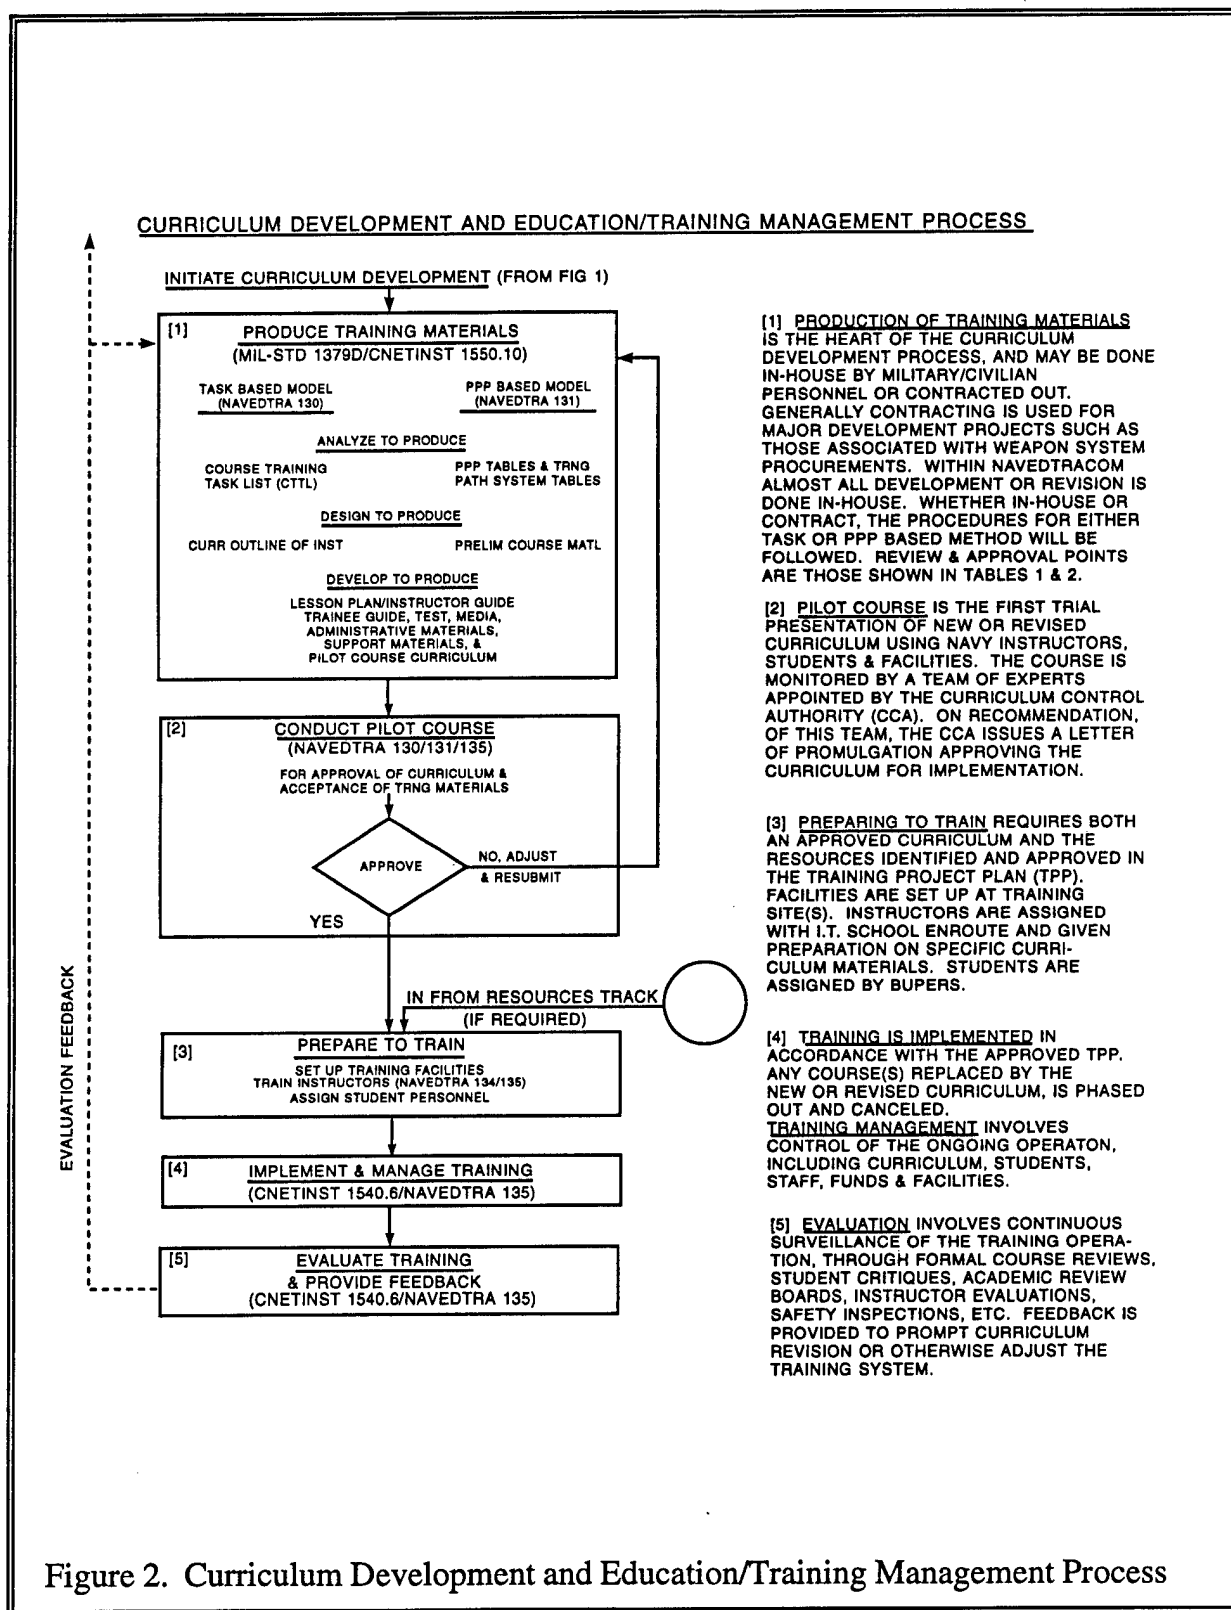 CURRICULUM DEVELOPMENT AND EDUCATION/TRAINING MANAGEMENT PROCESS
INITIATE CURRICULUM DEVELOPMENT (FROM FIG 1)
[1] PRODUCE TRAINING MATERIALS
(MIL-STD 1379D/CNETINST 1550.10)
TASK BASED MODEL
(NAVEDTRA 130)
PPP BASED MODEL
(NAVEDTRA 131)
ANALYZE TO PRODUCE
COURSE TRAINING
TASK LIST (CTTL)
PPP TABLES & TRNG
PATH SYSTEM TABLES
DESIGN TO PRODUCE
CURR OUTLINE OF INST
PRELIM COURSE MATL
DEVELOP TO PRODUCE
LESSON PLAN/INSTRUCTOR GUIDE
TRAINEE GUIDE, TEST, MEDIA,
ADMINISTRATIVE MATERIALS,
SUPPORT MATERIALS, &
PILOT COURSE CURRICULUM
[2] CONDUCT PILOT COURSE
(NAVEDTRA 130/131/135)
FOR APPROVAL OF CURRICULUM &
ACCEPTANCE OF TRNG MATERIALS
APPROVE
NO, ADJUST
& RESUBMIT
YES
IN FROM RESOURCES TRACK
(IF REQUIRED)
[3] PREPARE TO TRAIN
SET UP TRAINING FACILITIES
TRAIN INSTRUCTORS (NAVEDTRA 134/135)
ASSIGN STUDENT PERSONNEL
[4] IMPLEMENT & MANAGE TRAINING
(CNETINST 1540.6/NAVEDTRA 135)
[5] EVALUATE TRAINING
& PROVIDE FEEDBACK
(CNETINST 1540.6/NAVEDTRA 135)
EVALUATION FEEDBACK
[1] PRODUCTION OF TRAINING MATERIALS
IS THE HEART OF THE CURRICULUM
DEVELOPMENT PROCESS, AND MAY BE DONE
IN-HOUSE BY MILITARY/CIVILIAN
PERSONNEL OR CONTRACTED OUT.
GENERALLY CONTRACTING IS USED FOR
MAJOR DEVELOPMENT PROJECTS SUCH AS
THOSE ASSOCIATED WITH WEAPON SYSTEM
PROCUREMENTS. WITHIN NAVEDTRACOM
ALMOST ALL DEVELOPMENT OR REVISION IS
DONE IN-HOUSE. WHETHER IN-HOUSE OR
CONTRACT, THE PROCEDURES FOR EITHER
TASK OR PPP BASED METHOD WILL BE
FOLLOWED. REVIEW & APPROVAL POINTS
ARE THOSE SHOWN IN TABLES 1 & 2.
[2] PILOT COURSE IS THE FIRST TRIAL
PRESENTATION OF NEW OR REVISED
CURRICULUM USING NAVY INSTRUCTORS,
STUDENTS & FACILITIES. THE COURSE IS
MONITORED BY A TEAM OF EXPERTS
APPOINTED BY THE CURRICULUM CONTROL
AUTHORITY (CCA). ON RECOMMENDATION,
OF THIS TEAM, THE CCA ISSUES A LETTER
OF PROMULGATION APPROVING THE
CURRICULUM FOR IMPLEMENTATION.
[3] PREPARING TO TRAIN REQUIRES BOTH
AN APPROVED CURRICULUM AND THE
RESOURCES IDENTIFIED AND APPROVED IN
THE TRAINING PROJECT PLAN (TPP).
FACILITIES ARE SET UP AT TRAINING
SITE(S). INSTRUCTORS ARE ASSIGNED
WITH I.T. SCHOOL ENROUTE AND GIVEN
PREPARATION ON SPECIFIC CURRI-
CULUM MATERIALS. STUDENTS ARE
ASSIGNED BY BUPERS.
[4] TRAINING IS IMPLEMENTED IN
ACCORDANCE WITH THE APPROVED TPP.
ANY COURSE(S) REPLACED BY THE
NEW OR REVISED CURRICULUM, IS PHASED
OUT AND CANCELED.
TRAINING MANAGEMENT INVOLVES
CONTROL OF THE ONGOING OPERATON,
INCLUDING CURRICULUM, STUDENTS,
STAFF, FUNDS & FACILITIES.
[5] EVALUATION INVOLVES CONTINUOUS
SURVEILLANCE OF THE TRAINING OPERA-
TION, THROUGH FORMAL COURSE REVIEWS,
STUDENT CRITIQUES, ACADEMIC REVIEW
BOARDS, INSTRUCTOR EVALUATIONS,
SAFETY INSPECTIONS, ETC. FEEDBACK IS
PROVIDED TO PROMPT CURRICULUM
REVISION OR OTHERWISE ADJUST THE
TRAINING SYSTEM.
Figure 2. Curriculum Development and Education/Training Management Process